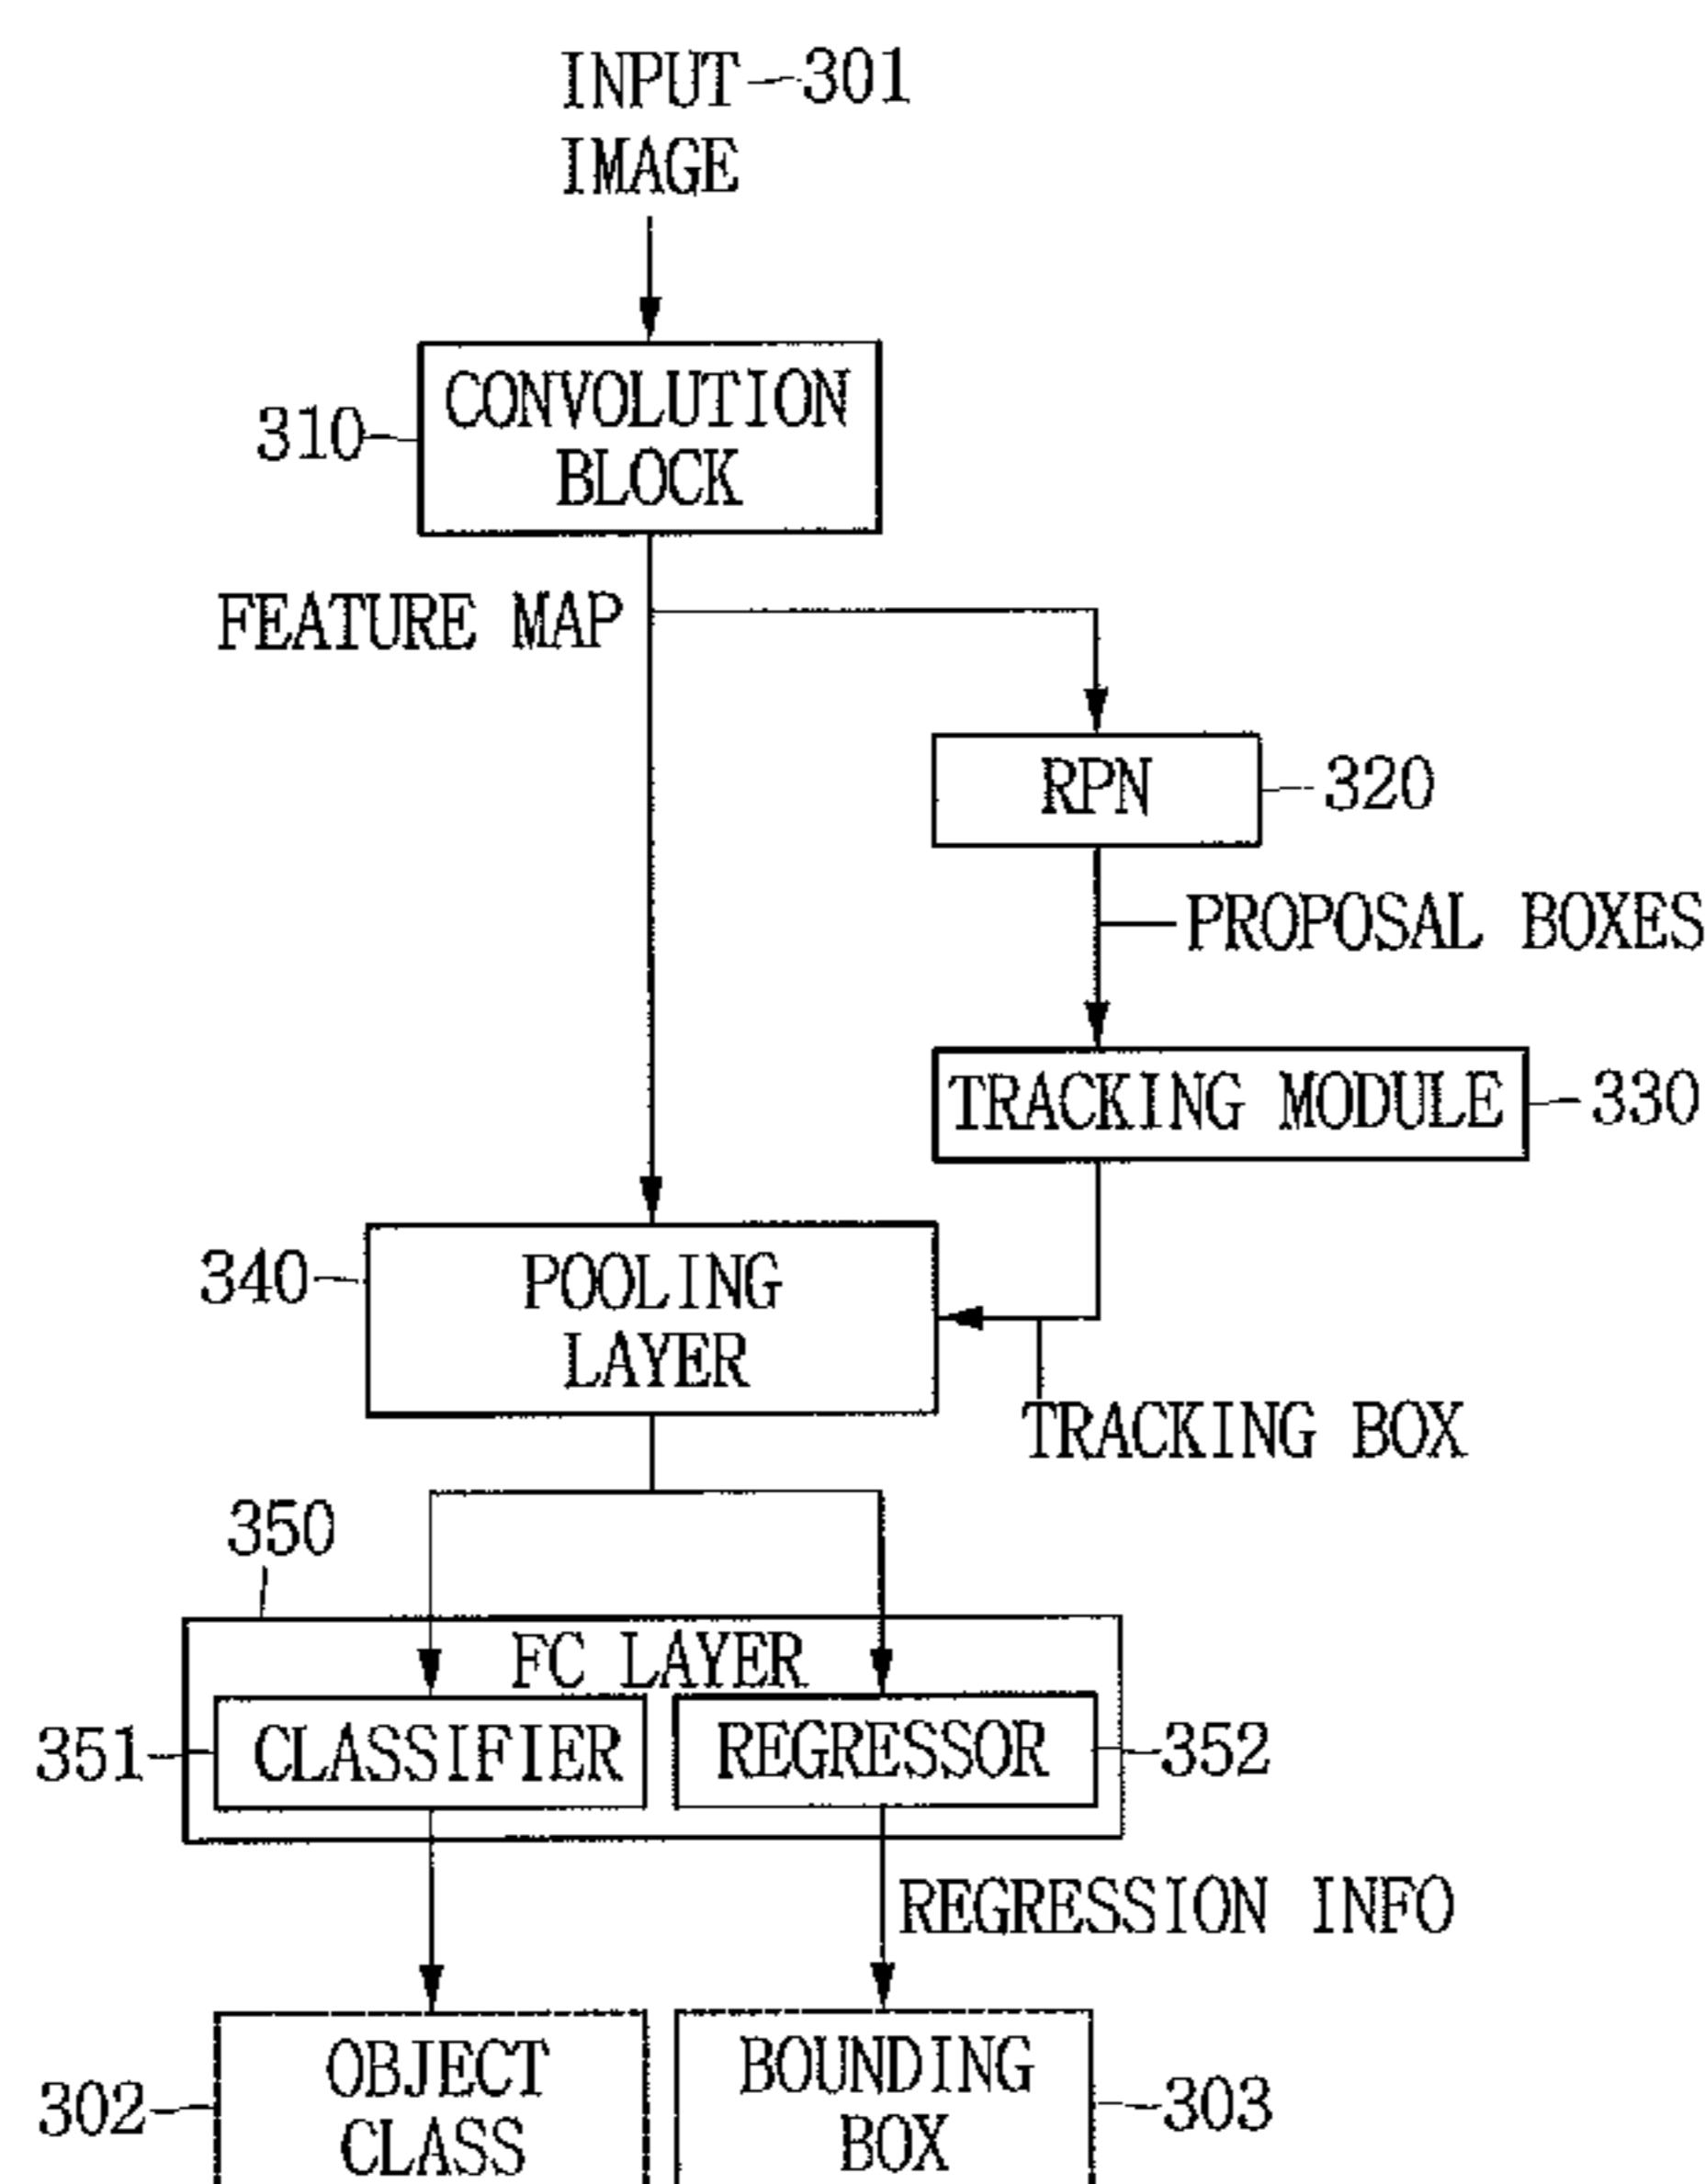 INPUT 301
IMAGE
310
CONVOLUTION
BLOCK
FEATURE MAP
RPN
320
PROPOSAL BOXES
TRACKING MODULE
330
340
POOLING
LAYER
TRACKING BOX
350
FC LAYER
351
CLASSIFIER
REGRESSOR
352
REGRESSION INFO
302
OBJECT
CLASS
BOUNDING
BOX
303